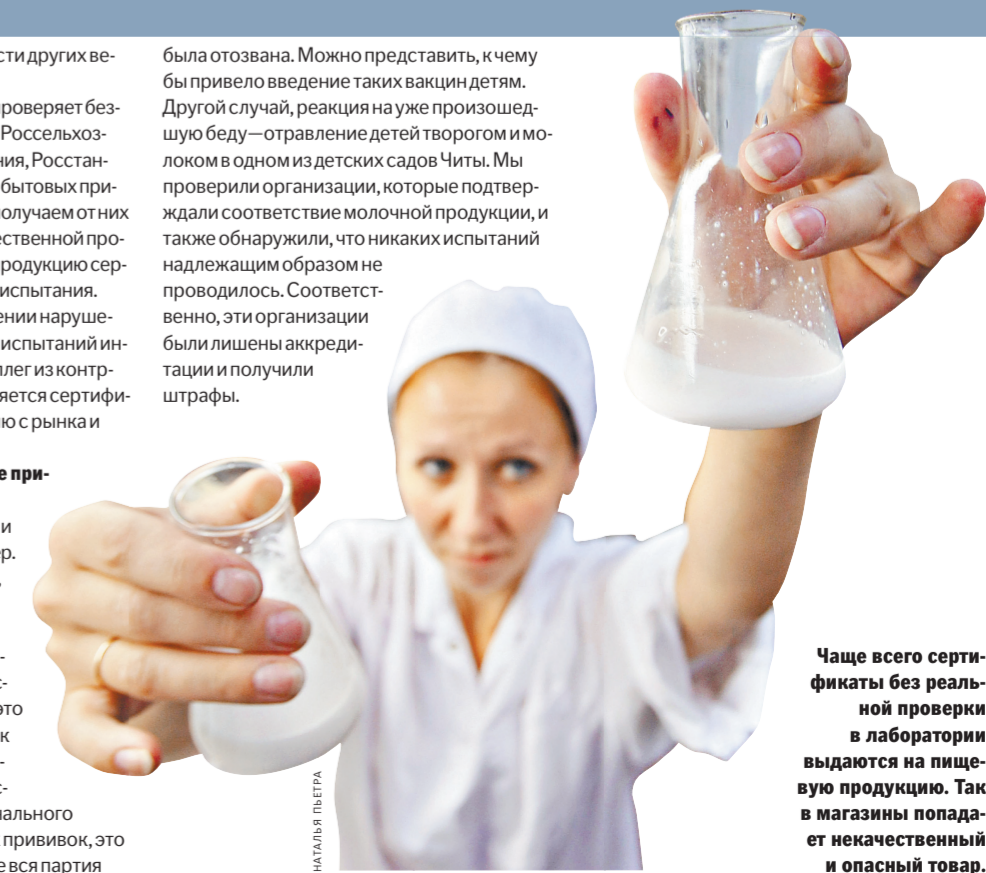 сти других ве-
роверяет без-
Россельхоз-
ния, Росстан-
бытовых при-
олучаем от них
ественной про-
родукцию сер-
испытания.
ении наруше-
испытаний ин-
ллег из контр-
яется сертифи-
ю с рынка и
е при-
и
ер.
,
-
с-
это
к
-
с-
ального
прививок, это
е вся партия
была отозвана. Можно представить, к чему
бы привело введение таких вакцин детям.
Другой случай, реакция на уже произошед-
шую беду—отравление детей творогом и мо-
локом в одном из детских садов Читы. Мы
проверили организации, которые подтвер-
ждали соответствие молочной продукции, и
также обнаружили, что никаких испытаний
надлежащим образом не
проводилось. Соответст-
венно, эти организации
были лишены аккреди-
тации и получили
штрафы.
НАТАЛЬЯ ПЬЕТРА
Чаще всего серти-
фикаты без реаль-
ной проверки
в лаборатории
выдаются на пище-
вую продукцию. Так
в магазины попада-
ет некачественный
и опасный товар.